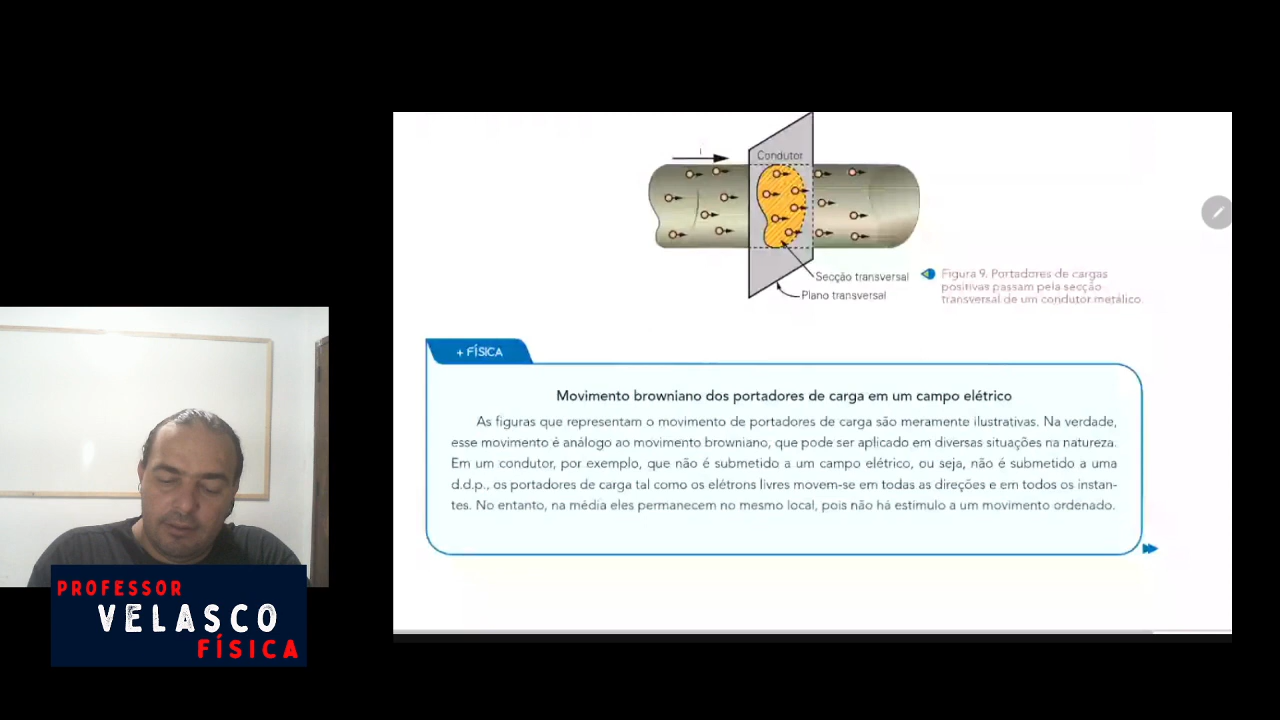 i
Condutor
Secção transversal
Plano transversal
Figura 9. Portadores de cargas
positivas passam pela secção
transversal de um condutor metálico.
+ FÍSICA
Movimento browniano dos portadores de carga em um campo elétrico
As figuras que representam o movimento de portadores de carga são meramente ilustrativas. Na verdade,
esse movimento é análogo ao movimento browniano, que pode ser aplicado em diversas situações na natureza.
Em um condutor, por exemplo, que não é submetido a um campo elétrico, ou seja, não é submetido a uma
d.d.p., os portadores de carga tal como os elétrons livres movem-se em todas as direções e em todos os instan-
tes. No entanto, na média eles permanecem no mesmo local, pois não há estímulo a um movimento ordenado.
PROFESSOR
VELASCO
FÍSICA